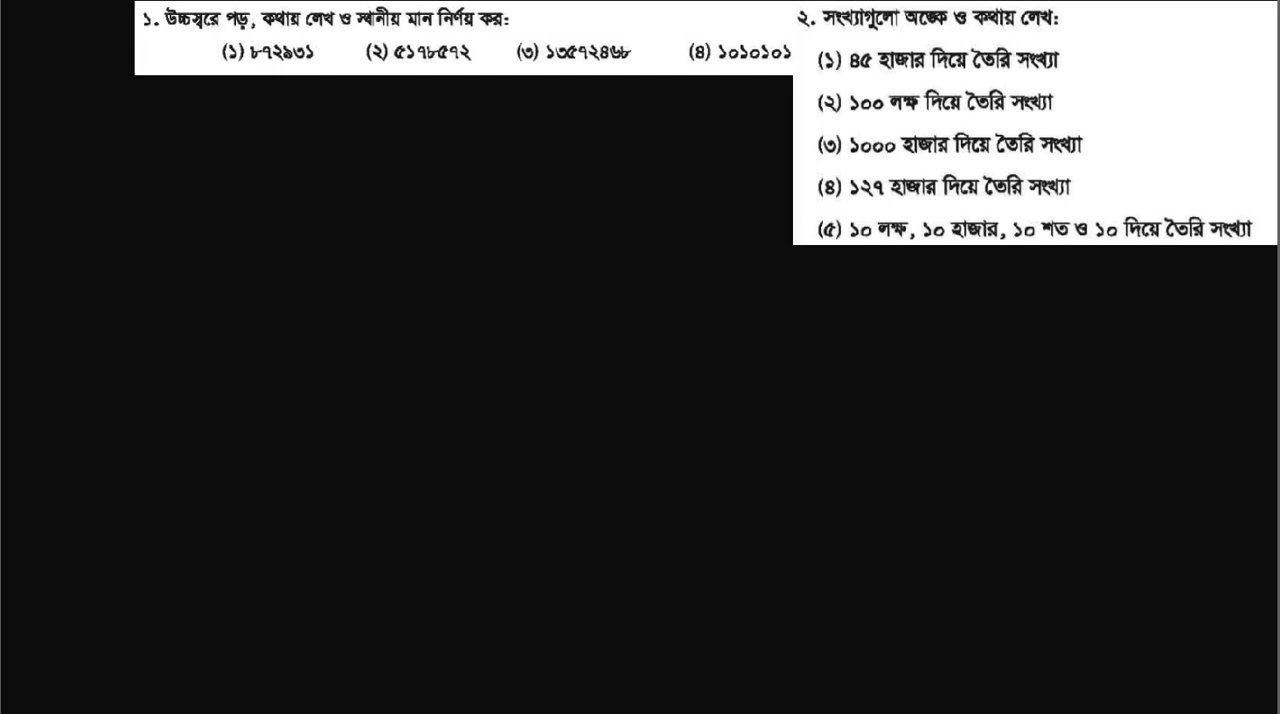 ১. উচ্চস্বরে পড়, কথায় লেখ ও স্থানীয় মান নির্ণয় কর:
(১) ৮৭২৯৩১ (২) ৫১৭৮৫৭২ (৩) ১৩৫৭২৪৬৮ (৪) ১০১০১০১
২. সংখ্যাগুলো অঙ্কে ও কথায় লেখ:
(১) ৪৫ হাজার দিয়ে তৈরি সংখ্যা
(২) ১০০ লক্ষ দিয়ে তৈরি সংখ্যা
(৩) ১০০০ হাজার দিয়ে তৈরি সংখ্যা
(৪) ১২৭ হাজার দিয়ে তৈরি সংখ্যা
(৫) ১০ লক্ষ, ১০ হাজার, ১০ শত ও ১০ দিয়ে তৈরি সংখ্যা